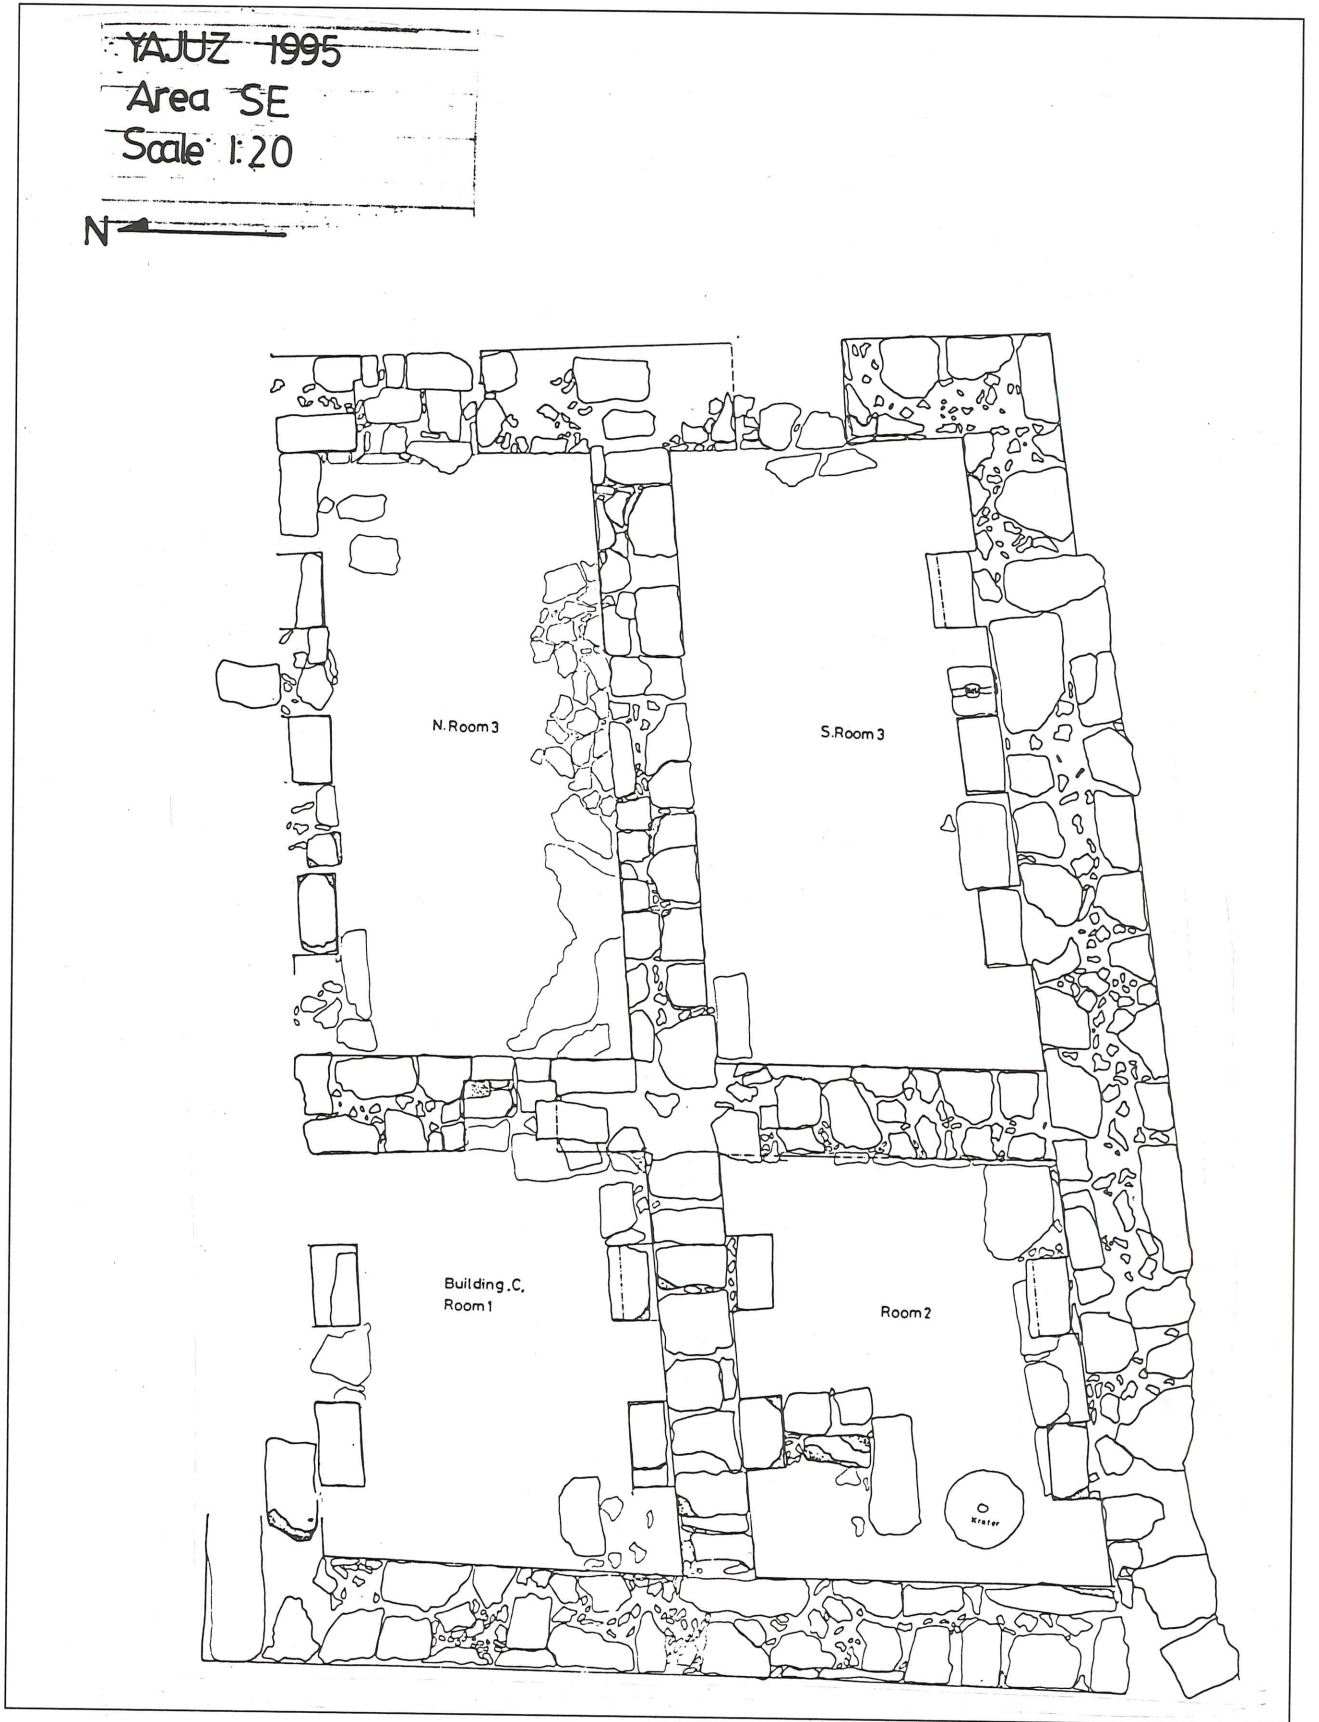 YAJUZ 1995
Area SE
Scale 1:20
N
N.Room 3
S.Room 3
Building.C,
Room 1
Room 2
Krater